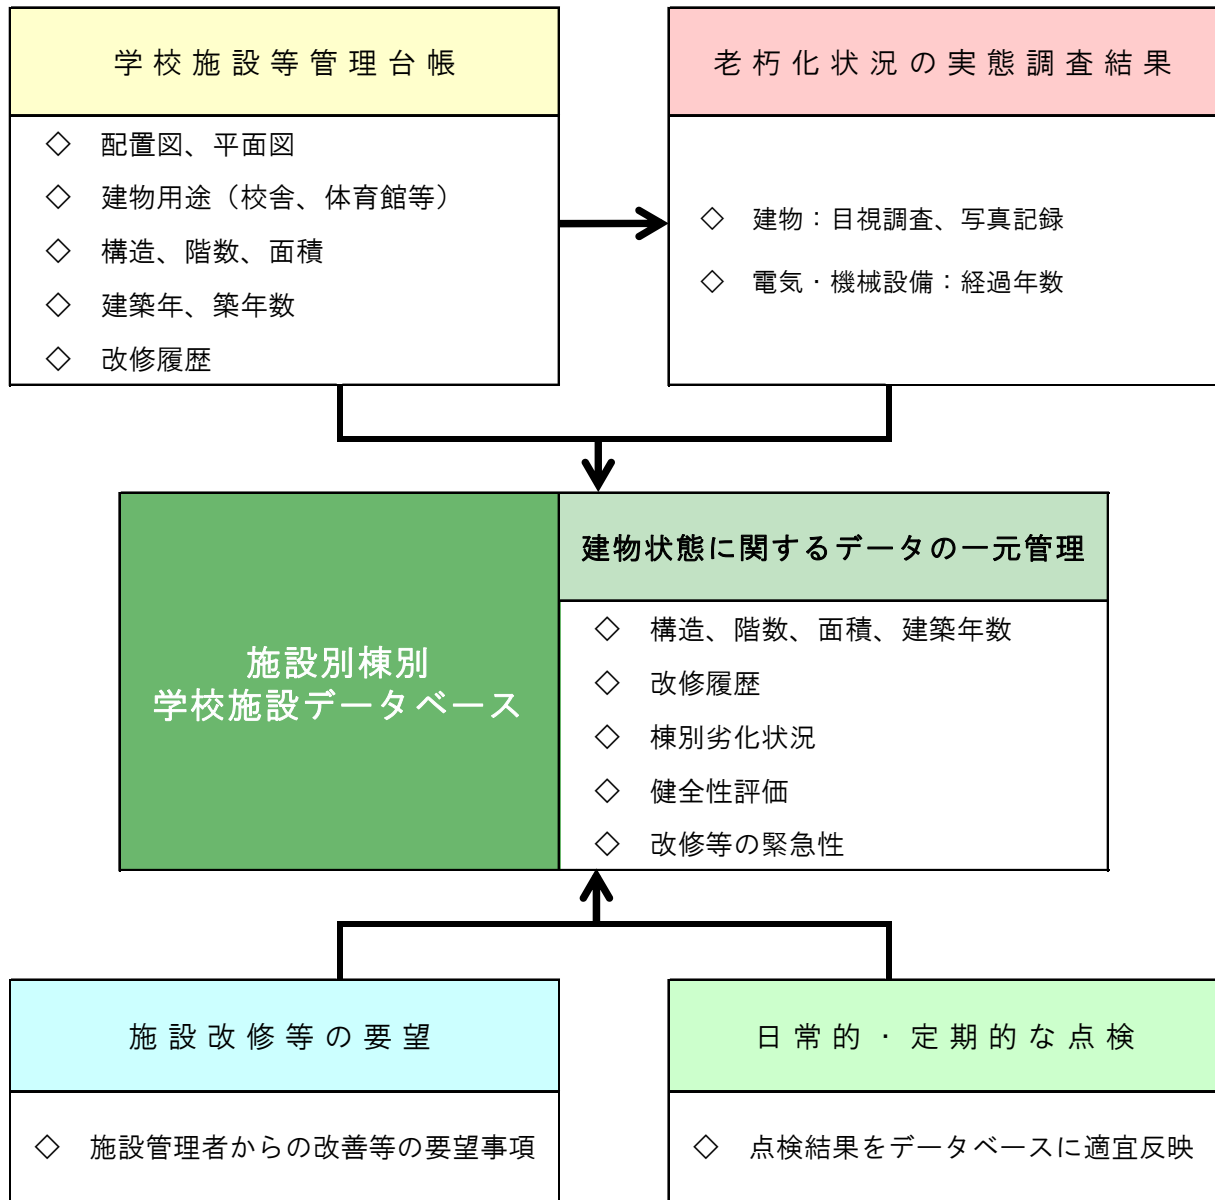 学校施設等管理台帳
◇ 配置図、平面図
◇ 建物用途（校舎、体育館等）
◇ 構造、階数、面積
◇ 建築年、築年数
◇ 改修履歴
老朽化状況の実態調査結果
◇ 建物：目視調査、写真記録
◇ 電気・機械設備：経過年数
施設別棟別
学校施設データベース
建物状態に関するデータの一元管理
◇ 構造、階数、面積、建築年数
◇ 改修履歴
◇ 棟別劣化状況
◇ 健全性評価
◇ 改修等の緊急性
施設改修等の要望
◇ 施設管理者からの改善等の要望事項
日常的・定期的な点検
◇ 点検結果をデータベースに適宜反映